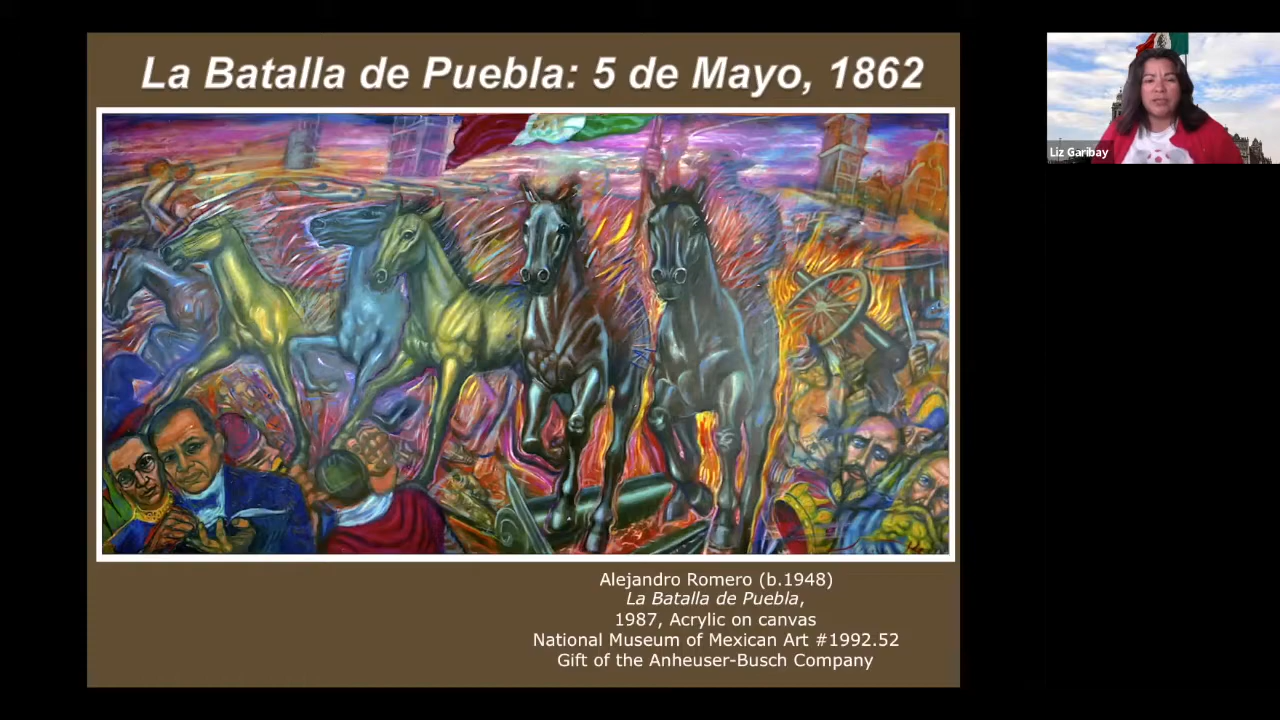 La Batalla de Puebla: 5 de Mayo, 1862
Liz Garibay
Alejandro Romero (b.1948)
La Batalla de Puebla,
1987, Acrylic on canvas
National Museum of Mexican Art #1992.52
Gift of the Anheuser-Busch Company